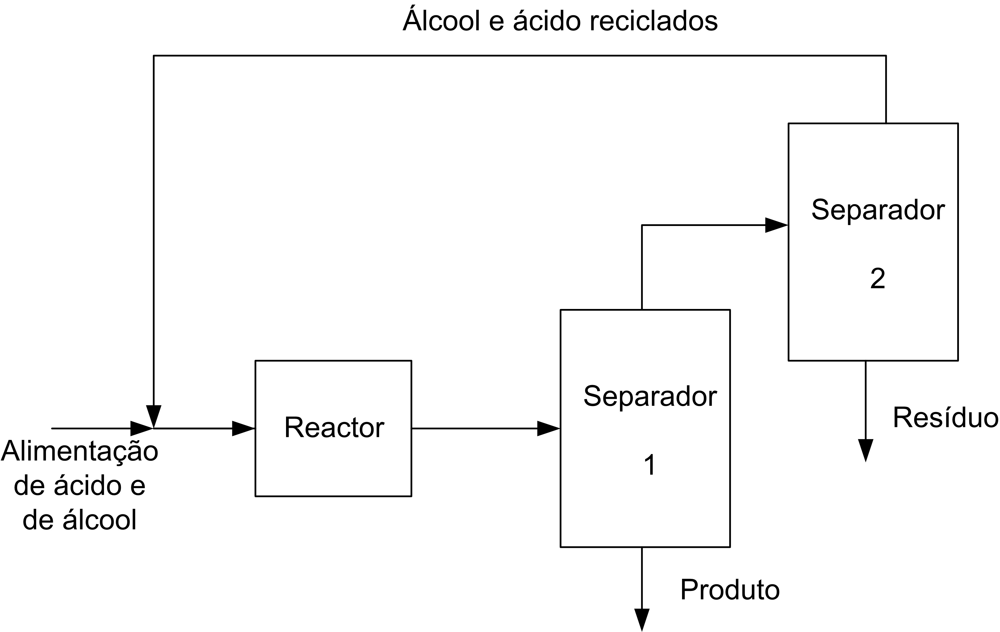 Álcool e ácido reciclados
Separador
2
Separador
1
Reactor
Resíduo
Alimentação
de ácido e
de álcool
Produto